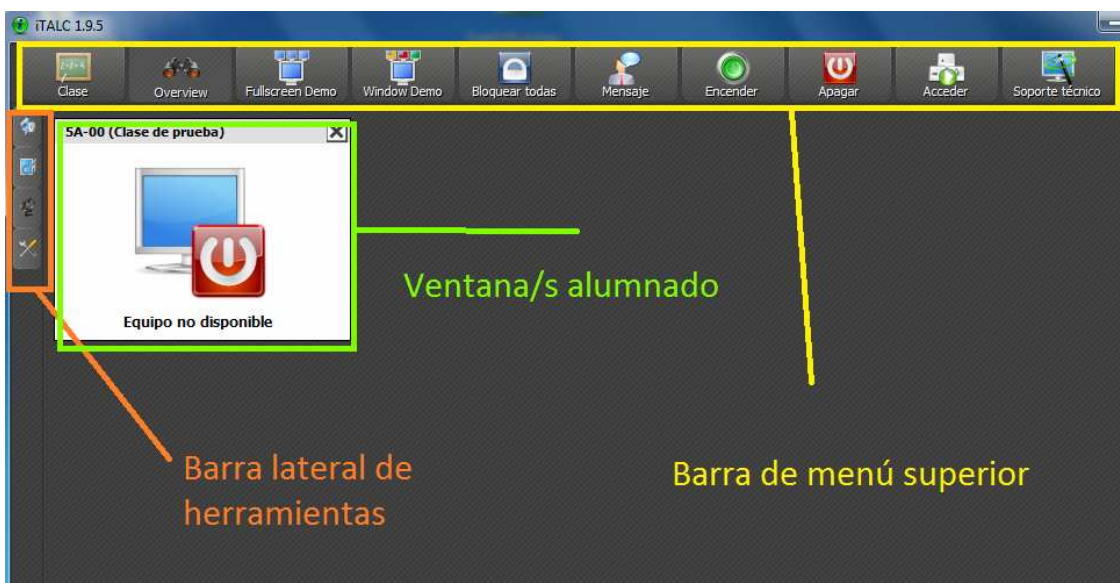 iTALC 1.9.5
Clase Overview Fullscreen Demo Window Demo Bloquear todas Mensaje Encender Apagar Acceder Soporte técnico
5A-00 (Clase de prueba)
Equipo no disponible
Ventana/s alumnado
Barra lateral de
herramientas
Barra de menú superior